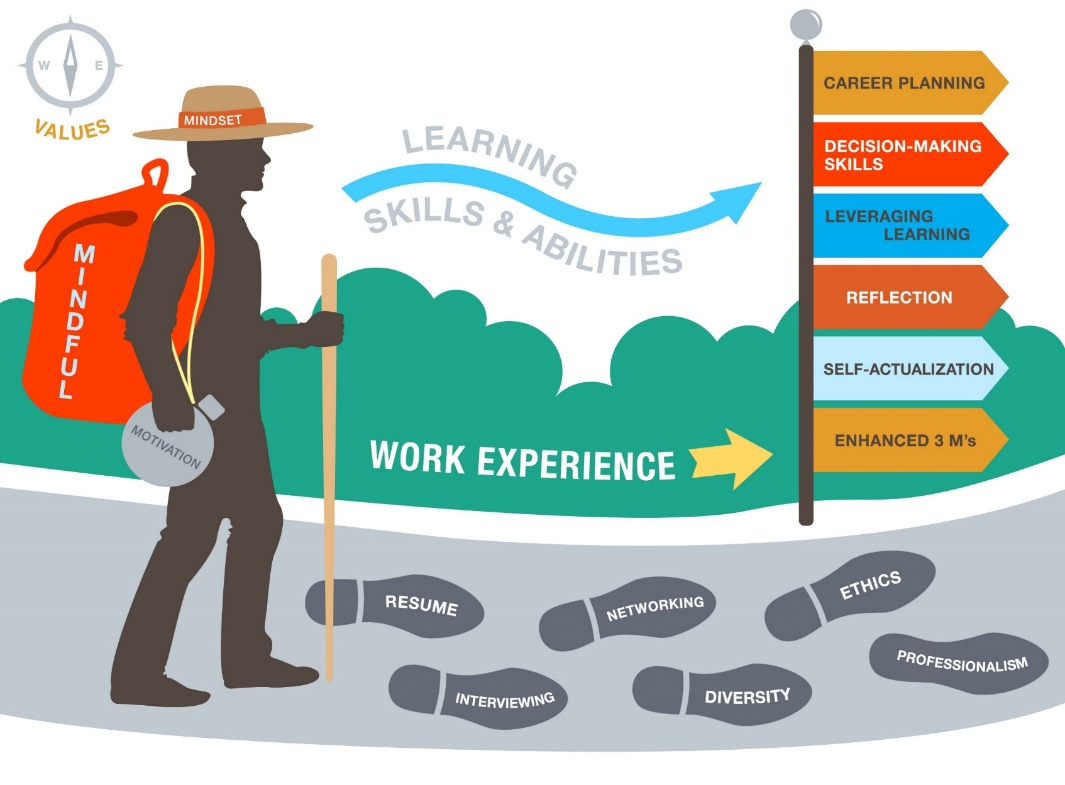 W E
VALUES
MINDSET
LEARNING
SKILLS & ABILITIES
MINDFUL
MOTIVATION
WORK EXPERIENCE
CAREER PLANNING
DECISION-MAKING
SKILLS
LEVERAGING
LEARNING
REFLECTION
SELF-ACTUALIZATION
ENHANCED 3 M's
RESUME
NETWORKING
ETHICS
INTERVIEWING
DIVERSITY
PROFESSIONALISM